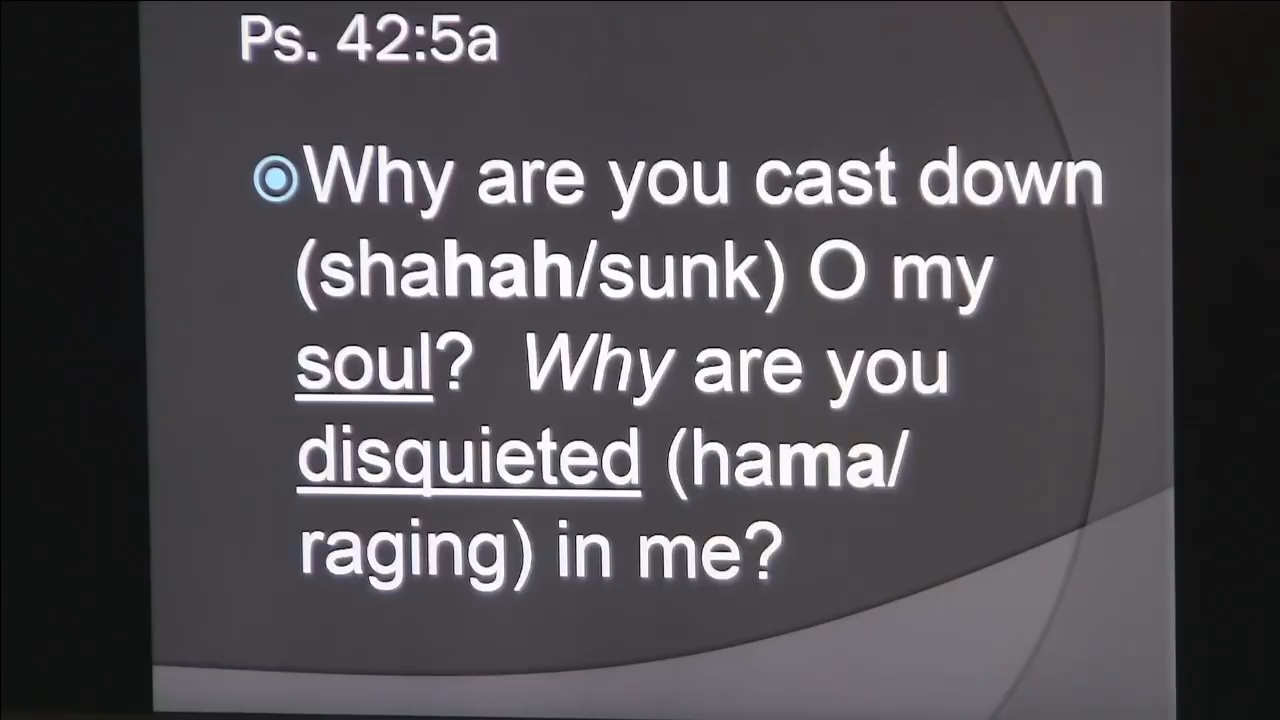 Ps. 42:5a
Why are you cast down
(shahah/sunk) O my
soul? Why are you
disquieted (hama/
raging) in me?